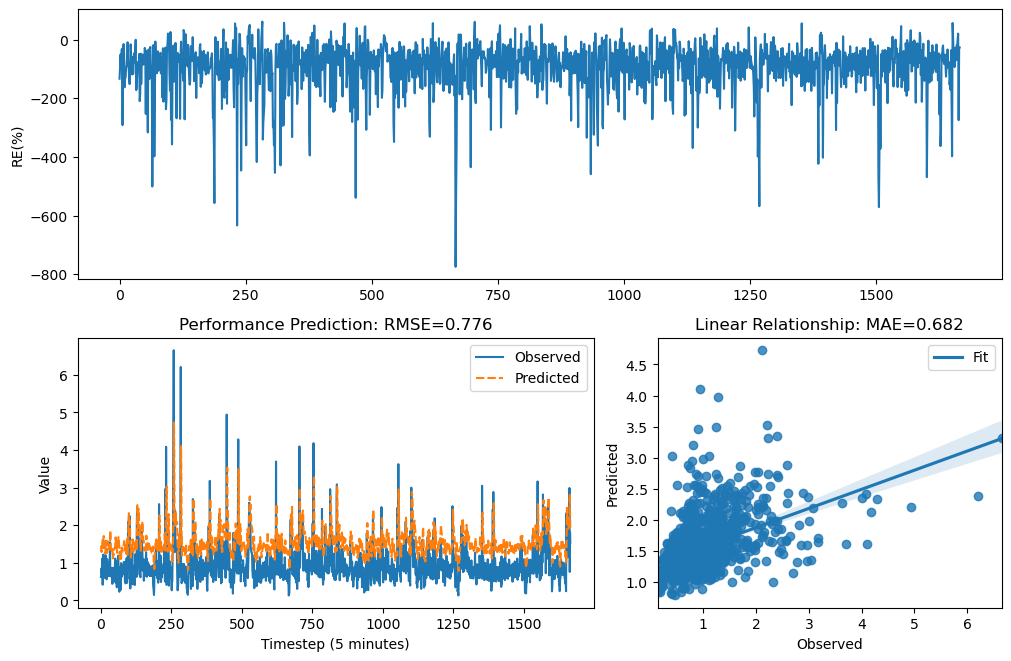 0
−200
−400
−600
−800
RE(%)
0 250 500 750 1000 1250 1500
Performance Prediction: RMSE=0.776
Observed
Predicted
6
5
4
3
2
1
0
Value
0 250 500 750 1000 1250 1500
Timestep (5 minutes)
Linear Relationship: MAE=0.682
Fit
4.5
4.0
3.5
3.0
2.5
2.0
1.5
1.0
Predicted
1 2 3 4 5 6
Observed